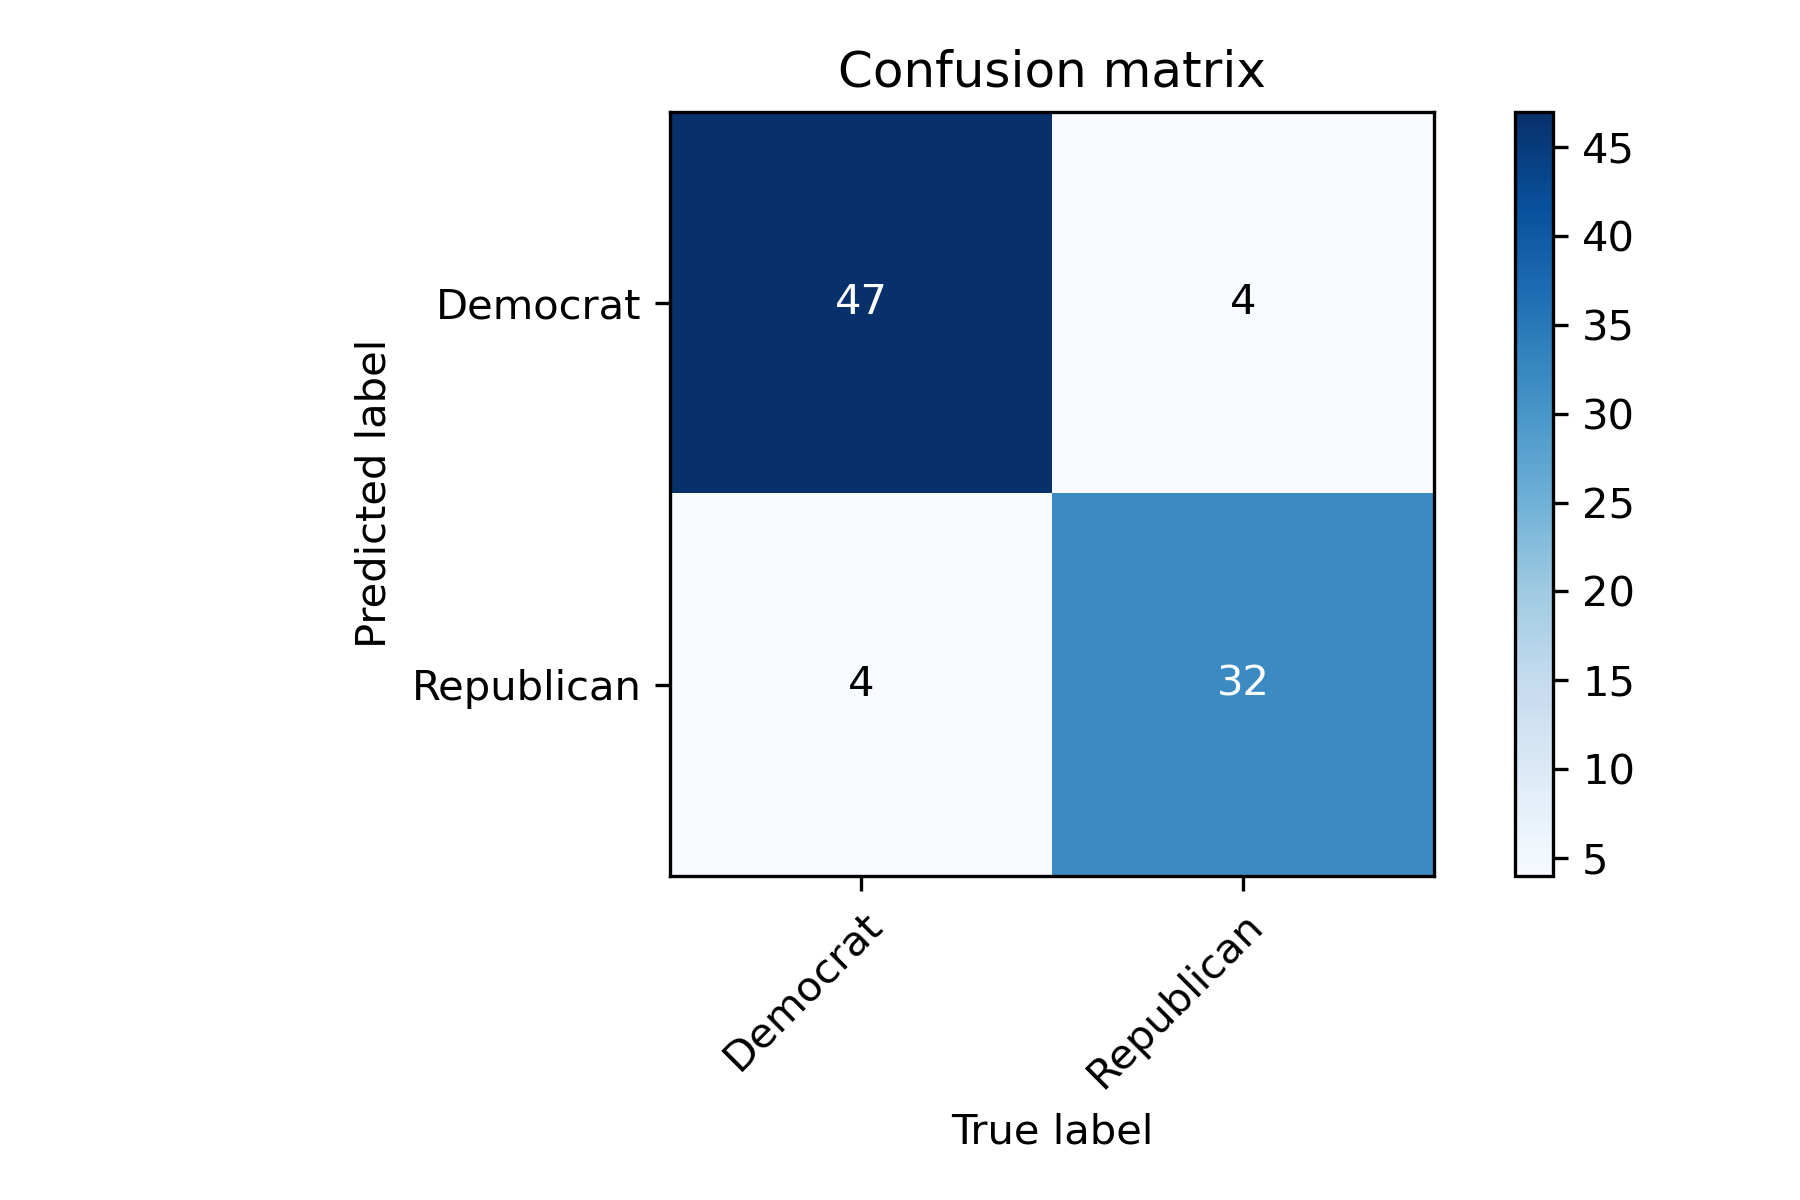 Confusion matrix
Predicted label
Democrat
Republican
47
4
4
32
Democrat
Republican
True label
45
40
35
30
25
20
15
10
5